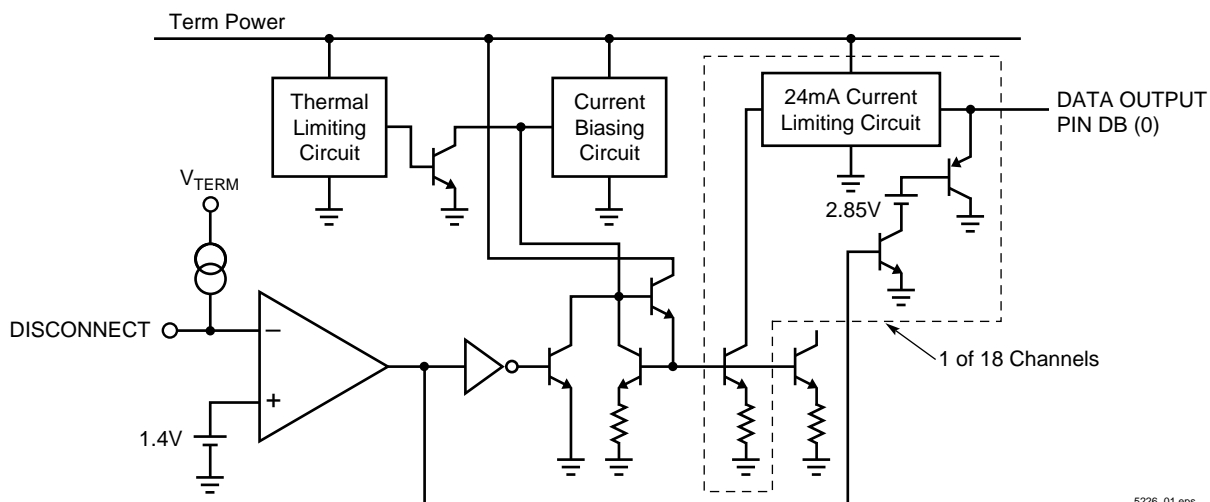 Term Power
Thermal
Limiting
Circuit
Current
Biasing
Circuit
24mA Current
Limiting Circuit
DATA OUTPUT
PIN DB (0)
VTERM
2.85V
DISCONNECT
−
+
1.4V
1 of 18 Channels
5226_01.eps